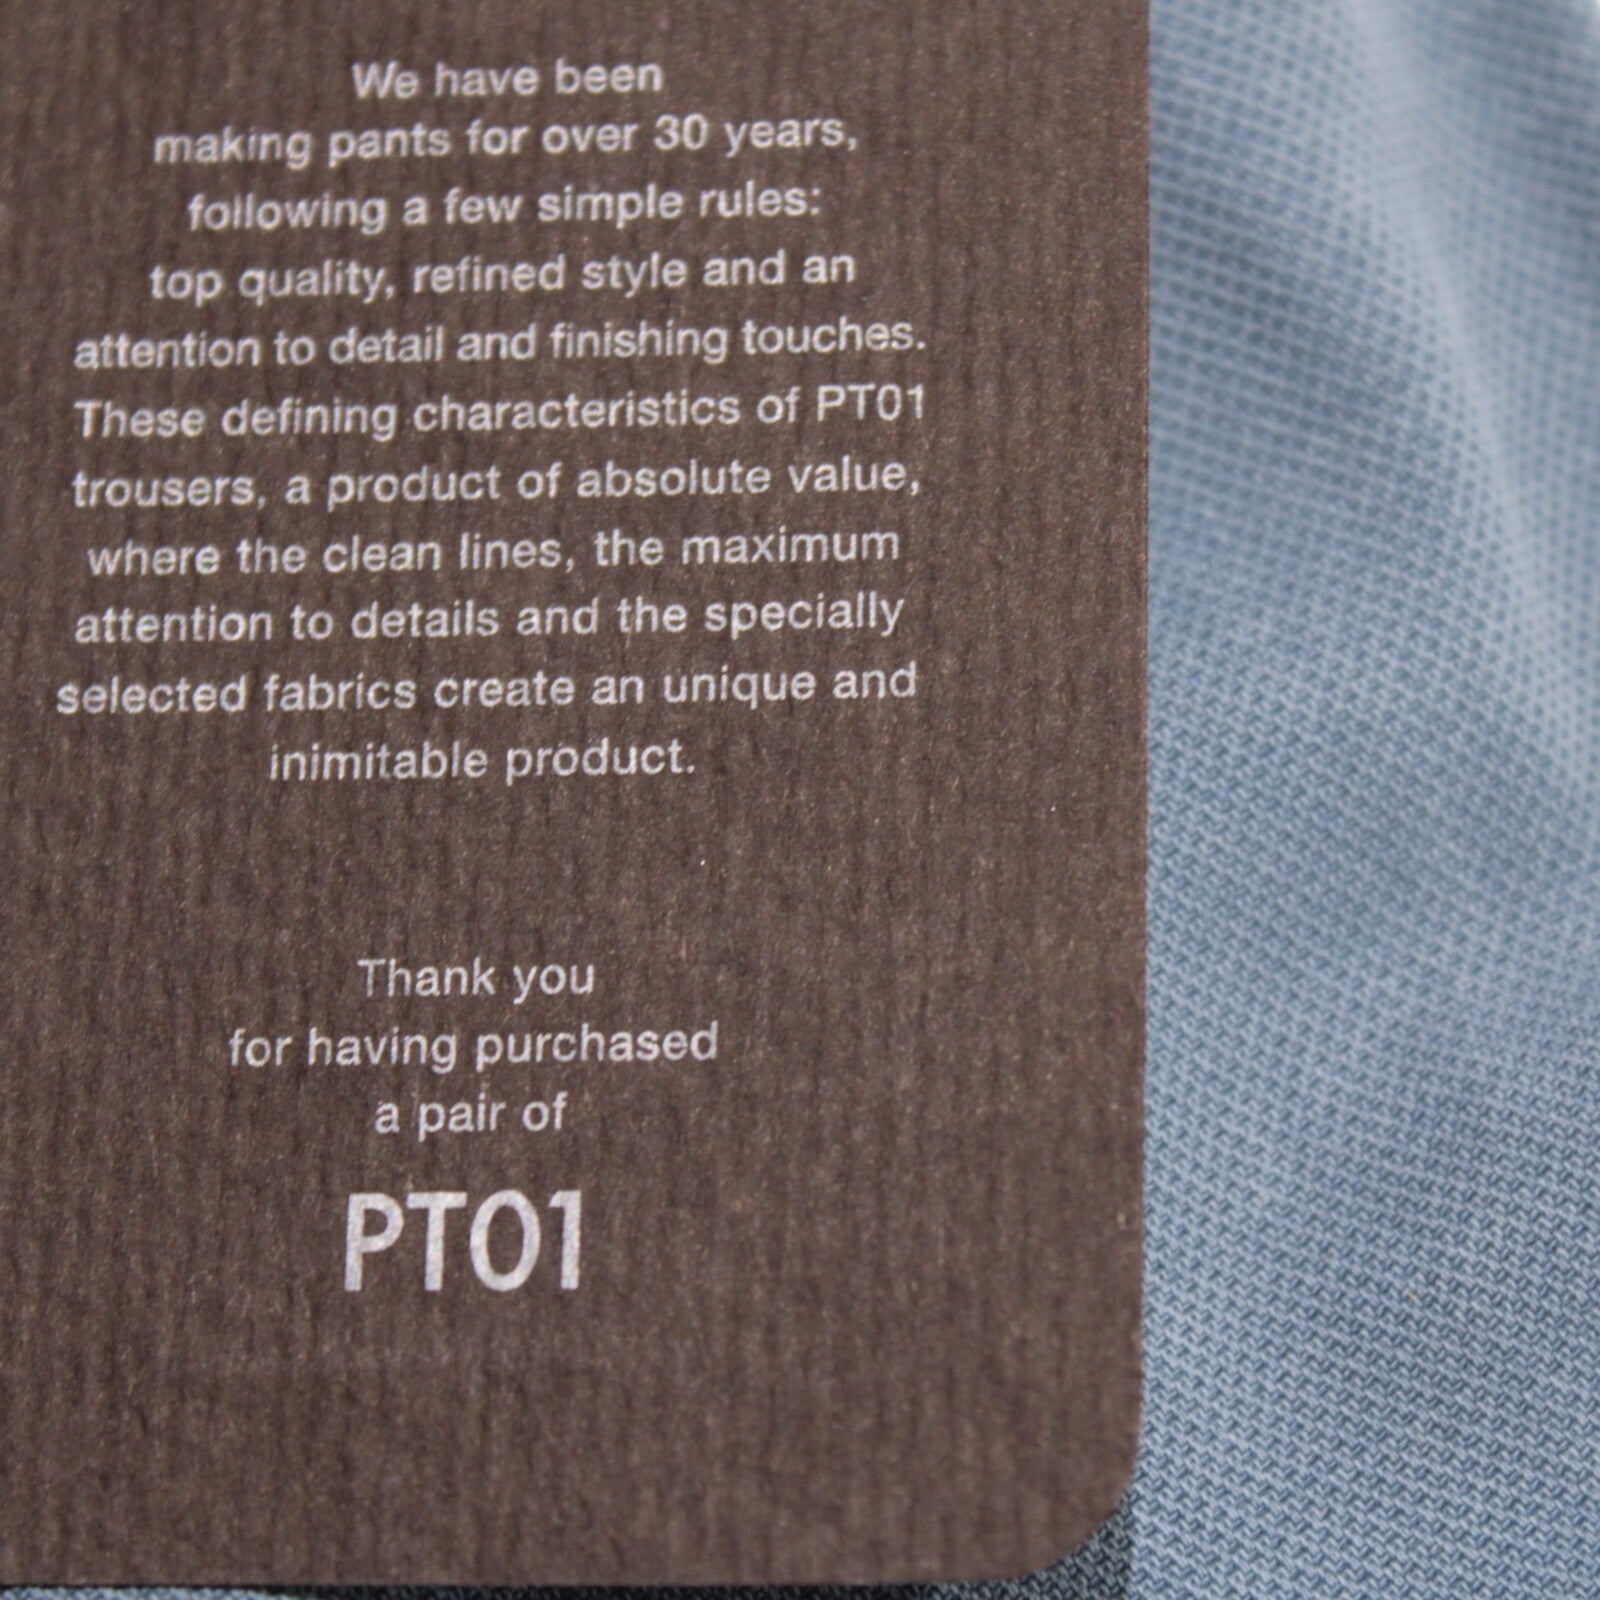 We have been
making pants for over 30 years,
following a few simple rules:
top quality, refined style and an
attention to detail and finishing touches.
These defining characteristics of PT01
trousers, a product of absolute value,
where the clean lines, the maximum
attention to details and the specially
selected fabrics create an unique and
inimitable product.
Thank you
for having purchased
a pair of
PT01